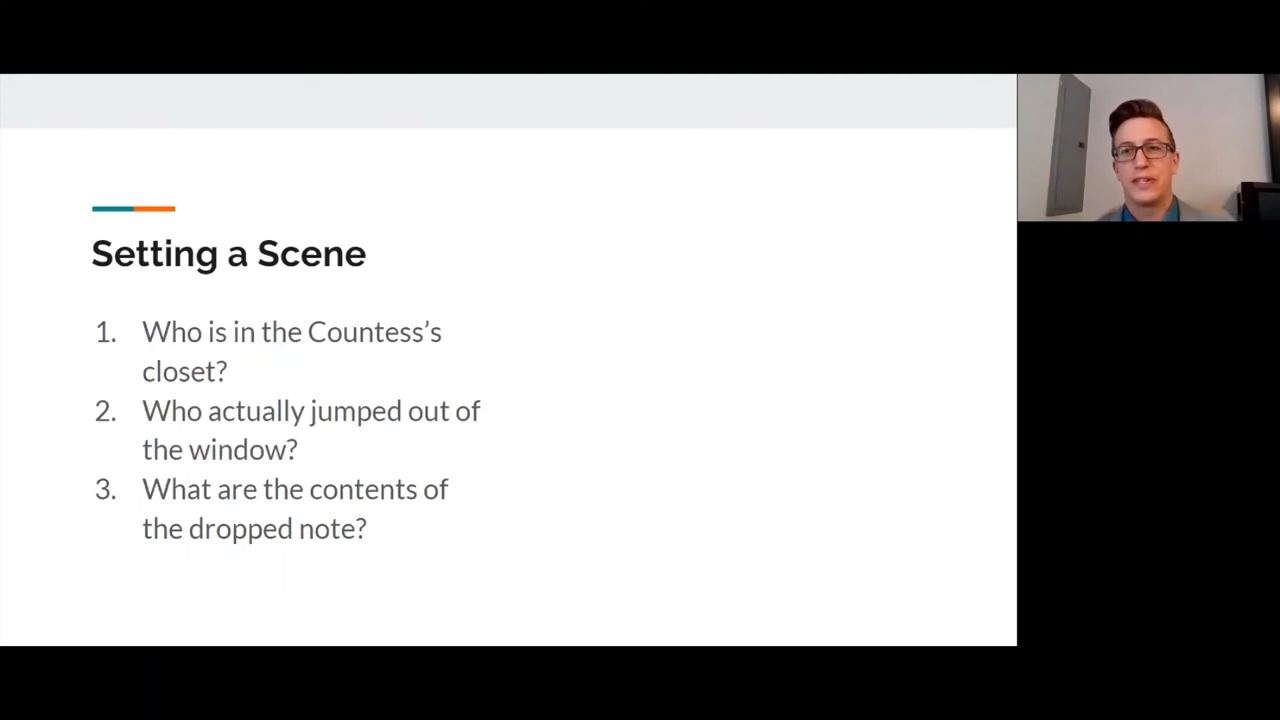 Setting a Scene
1. Who is in the Countess’s
closet?
2. Who actually jumped out of
the window?
3. What are the contents of
the dropped note?